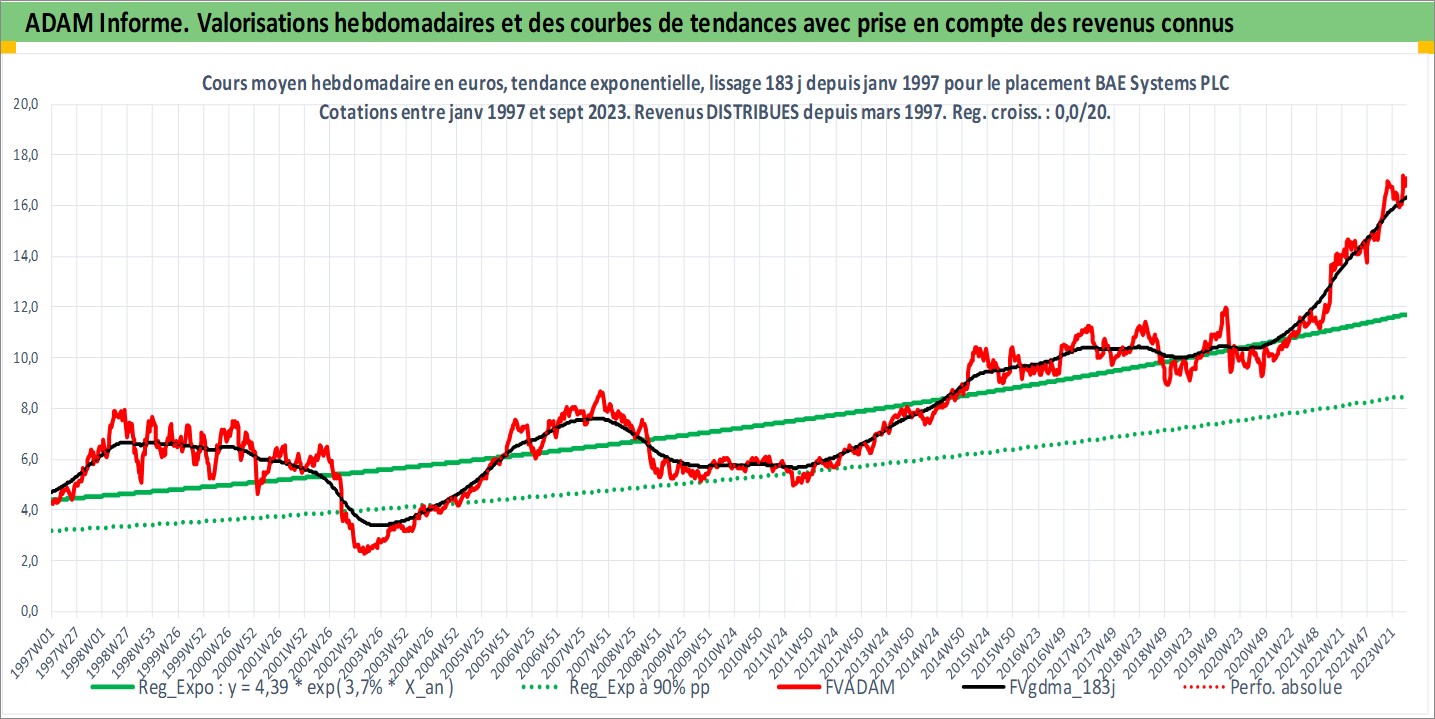 ADAM Informe. Valorisations hebdomadaires et des courbes de tendances avec prise en compte des revenus connus
Cours moyen hebdomadaire en euros, tendance exponentielle, lissage 183 j depuis janv 1997 pour le placement BAE Systems PLC
Cotations entre janv 1997 et sept 2023. Revenus DISTRIBUES depuis mars 1997. Reg. croiss. : 0,0/20.
20,0
18,0
16,0
14,0
12,0
10,0
8,0
6,0
4,0
2,0
0,0
1997W01
1997W27
1998W01
1998W27
1998W53
1999W26
1999W52
2000W26
2000W52
2001W26
2001W52
2002W26
2002W52
2003W26
2003W52
2004W26
2004W52
2005W25
2005W51
2006W25
2006W51
2007W25
2007W51
2008W25
2008W51
2009W25
2009W51
2010W24
2010W50
2011W24
2011W50
2012W24
2012W50
2013W24
2013W50
2014W24
2014W50
2015W24
2015W50
2016W23
2016W49
2017W23
2017W49
2018W23
2018W49
2019W23
2019W49
2020W23
2020W49
2021W22
2021W48
2022W21
2022W47
2023W21
Reg_Expo : y = 4,39 * exp( 3,7% * X_an )
Reg_Exp à 90% pp
FVADAM
FVgdma_183j
Perfo. absolue